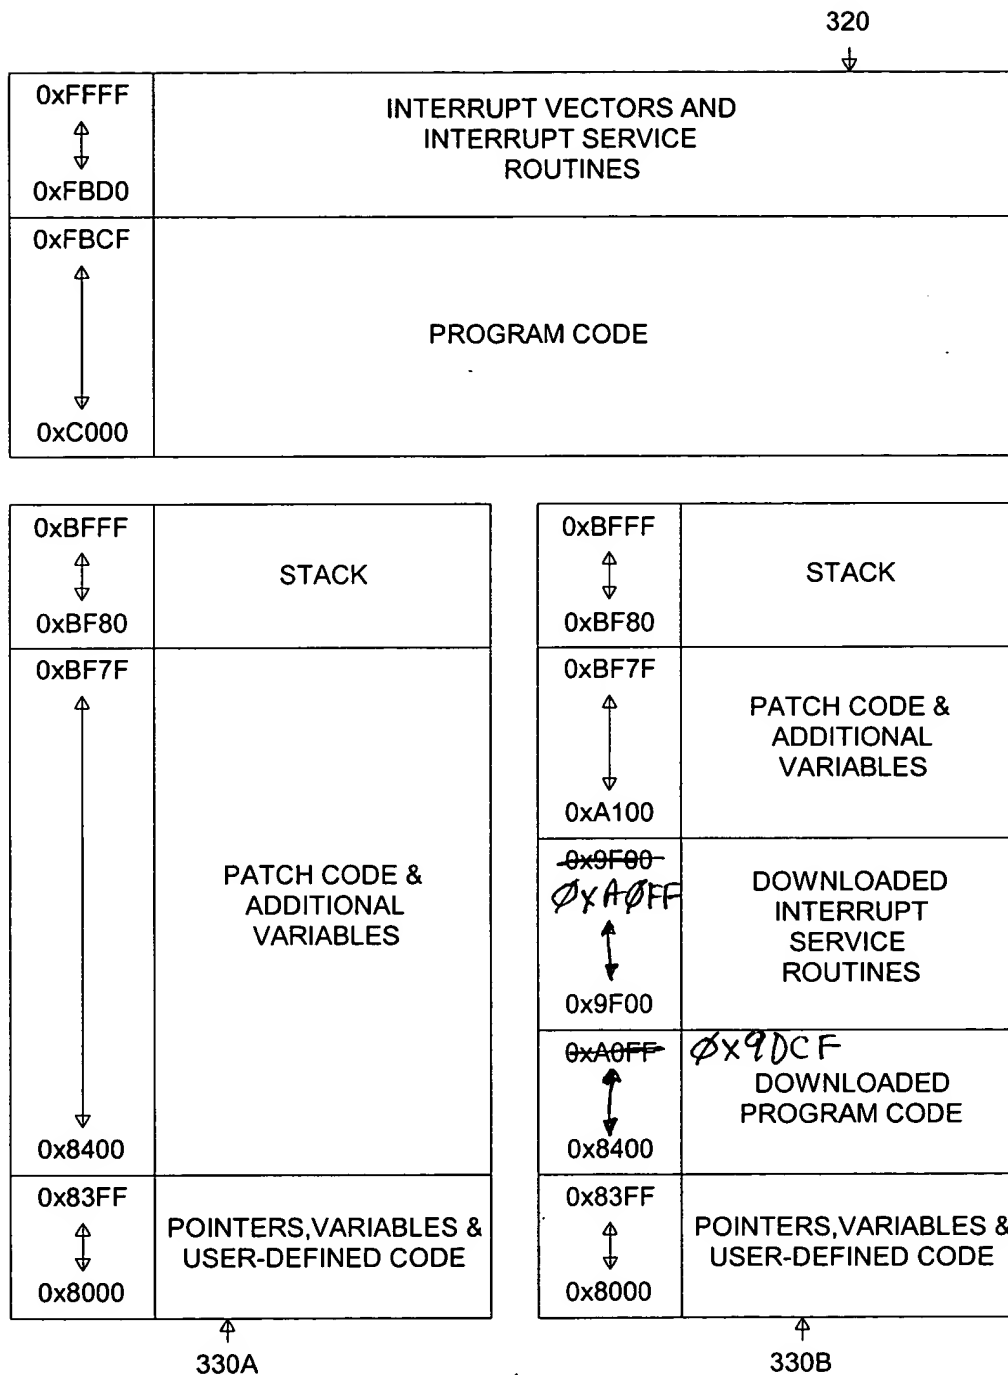 320
0xFFFF
0xFBD0
INTERRUPT VECTORS AND
INTERRUPT SERVICE
ROUTINES
0xFBCF
0xC000
PROGRAM CODE
0xBFFF
0xBF80
STACK
0xBF7F
0x8400
PATCH CODE &
ADDITIONAL
VARIABLES
0x83FF
0x8000
POINTERS,VARIABLES &
USER-DEFINED CODE
330A
0xBFFF
0xBF80
STACK
0xBF7F
0xA100
PATCH CODE &
ADDITIONAL
VARIABLES
0x9F00
ØXAØFF
0x9F00
DOWNLOADED
INTERRUPT
SERVICE
ROUTINES
0xA0FF
ØX9DCF
0x8400
DOWNLOADED
PROGRAM CODE
0x83FF
0x8000
POINTERS,VARIABLES &
USER-DEFINED CODE
330B